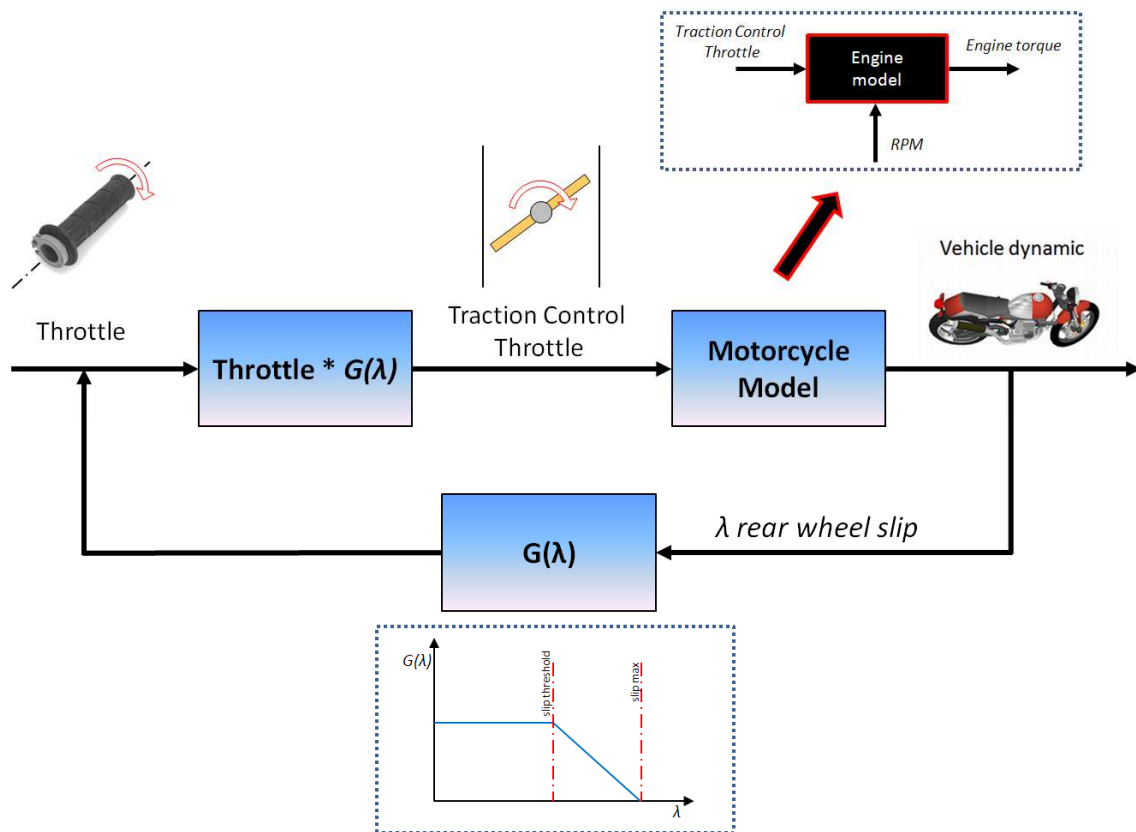 Traction Control
Throttle
Engine
model
Engine torque
RPM
Vehicle dynamic
Throttle
Traction Control
Throttle
Throttle * G(λ)
Motorcycle
Model
G(λ)
λ rear wheel slip
G(λ)
slip threshold
slip max
λ